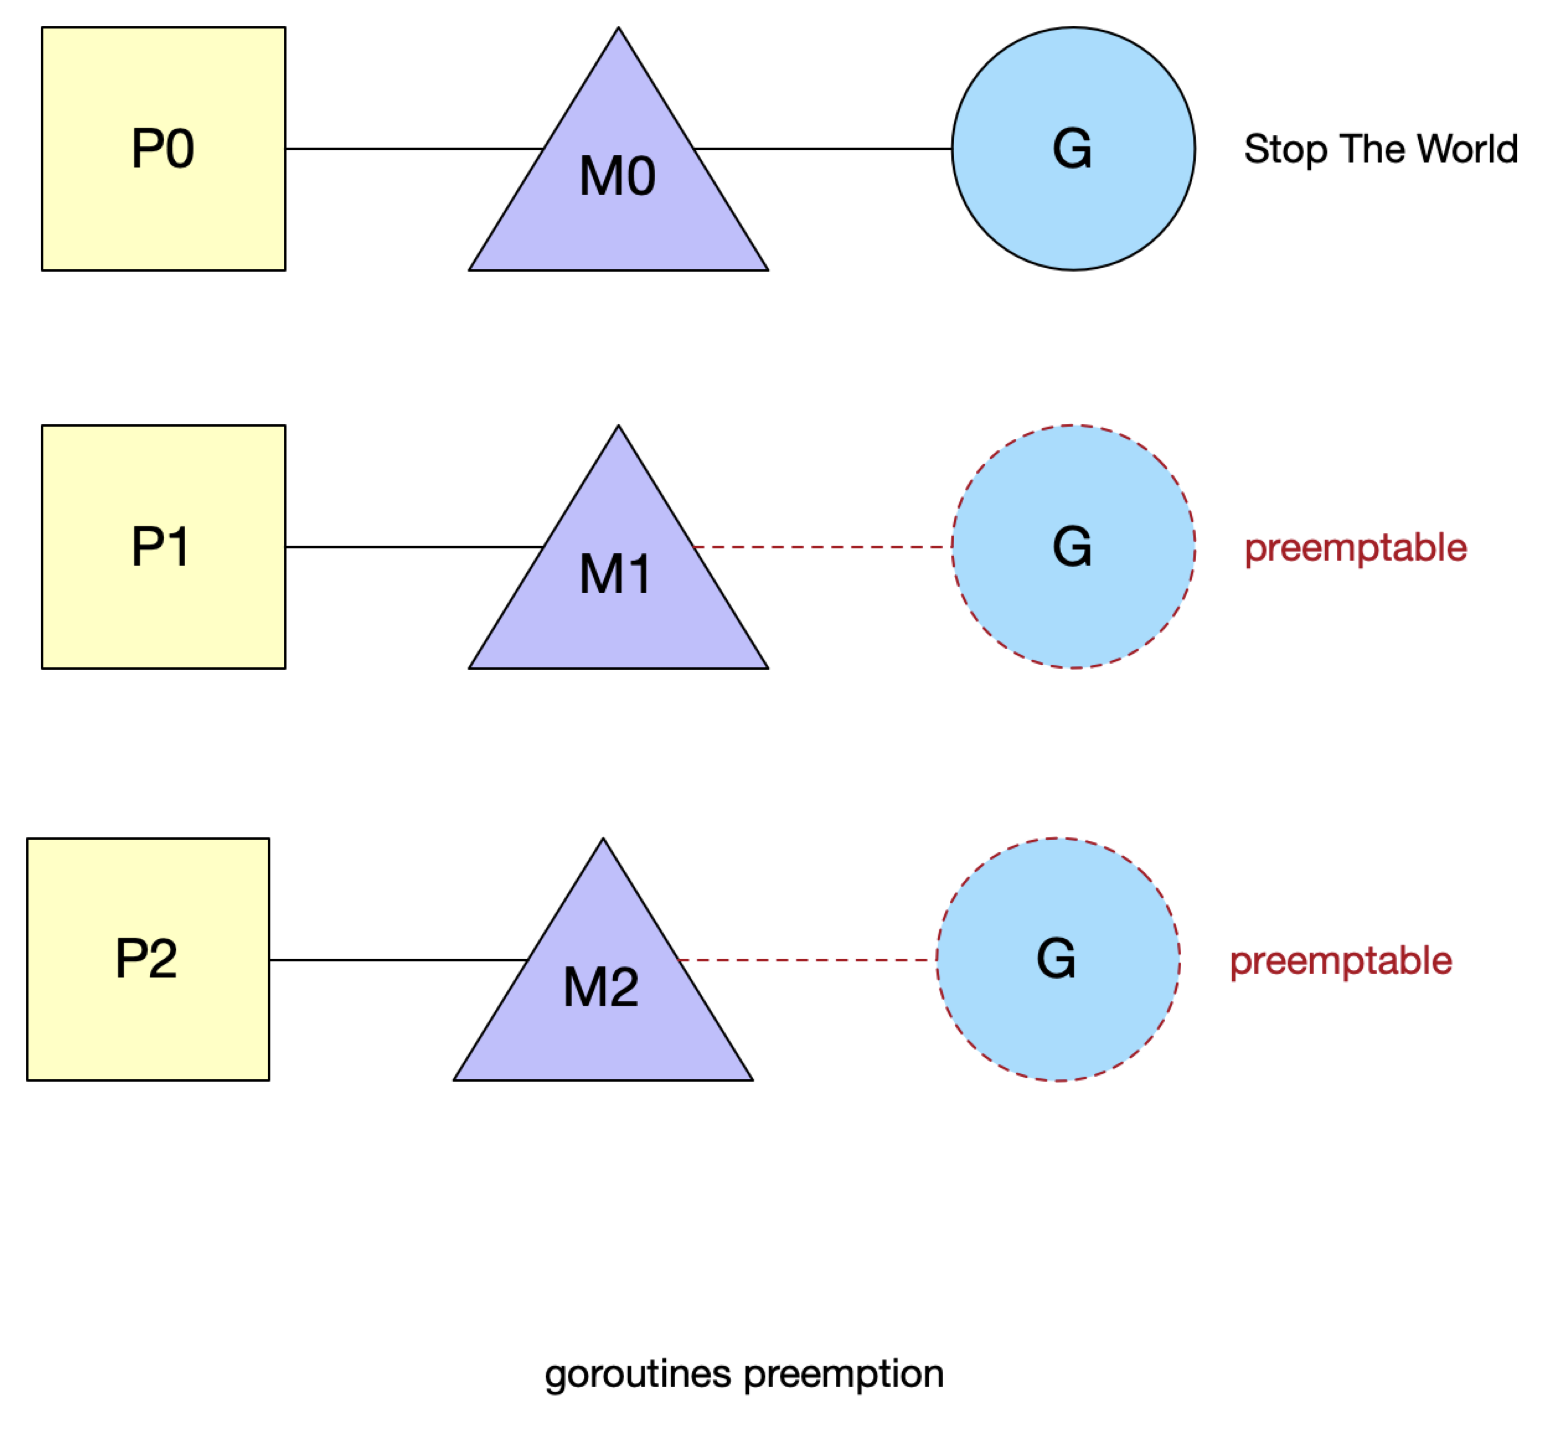 P0
M0
G
Stop The World
P1
M1
G
preemptable
P2
M2
G
preemptable
goroutines preemption